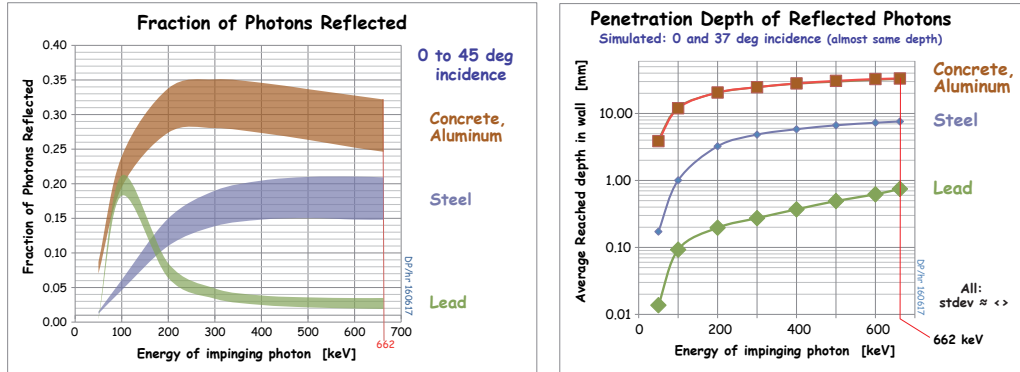 Fraction of Photons Reflected
0.40
0.35
0.30
0.25
0.20
0.15
0.10
0.05
0.00
Fraction of Photons Reflected
0 100 200 300 400 500 600 700
662
Energy of impinging photon [keV]
0 to 45 deg
incidence
Concrete,
Aluminum
Steel
Lead
DP/hr 160617
Penetration Depth of Reflected Photons
Simulated: 0 and 37 deg incidence (almost same depth)
10.00
1.00
0.10
0.01
Average Reached depth in wall [mm]
0 200 400 600
Energy of impinging photon [keV]
Concrete,
Aluminum
Steel
Lead
DP/hr 160617
All:
stdev ≈ <>
662 keV